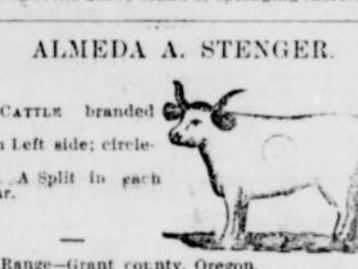 ALMEDA A. STENGER.
CATTLE branded
Left side; circle-
A Split in each
Range—Grant county, Oregon.